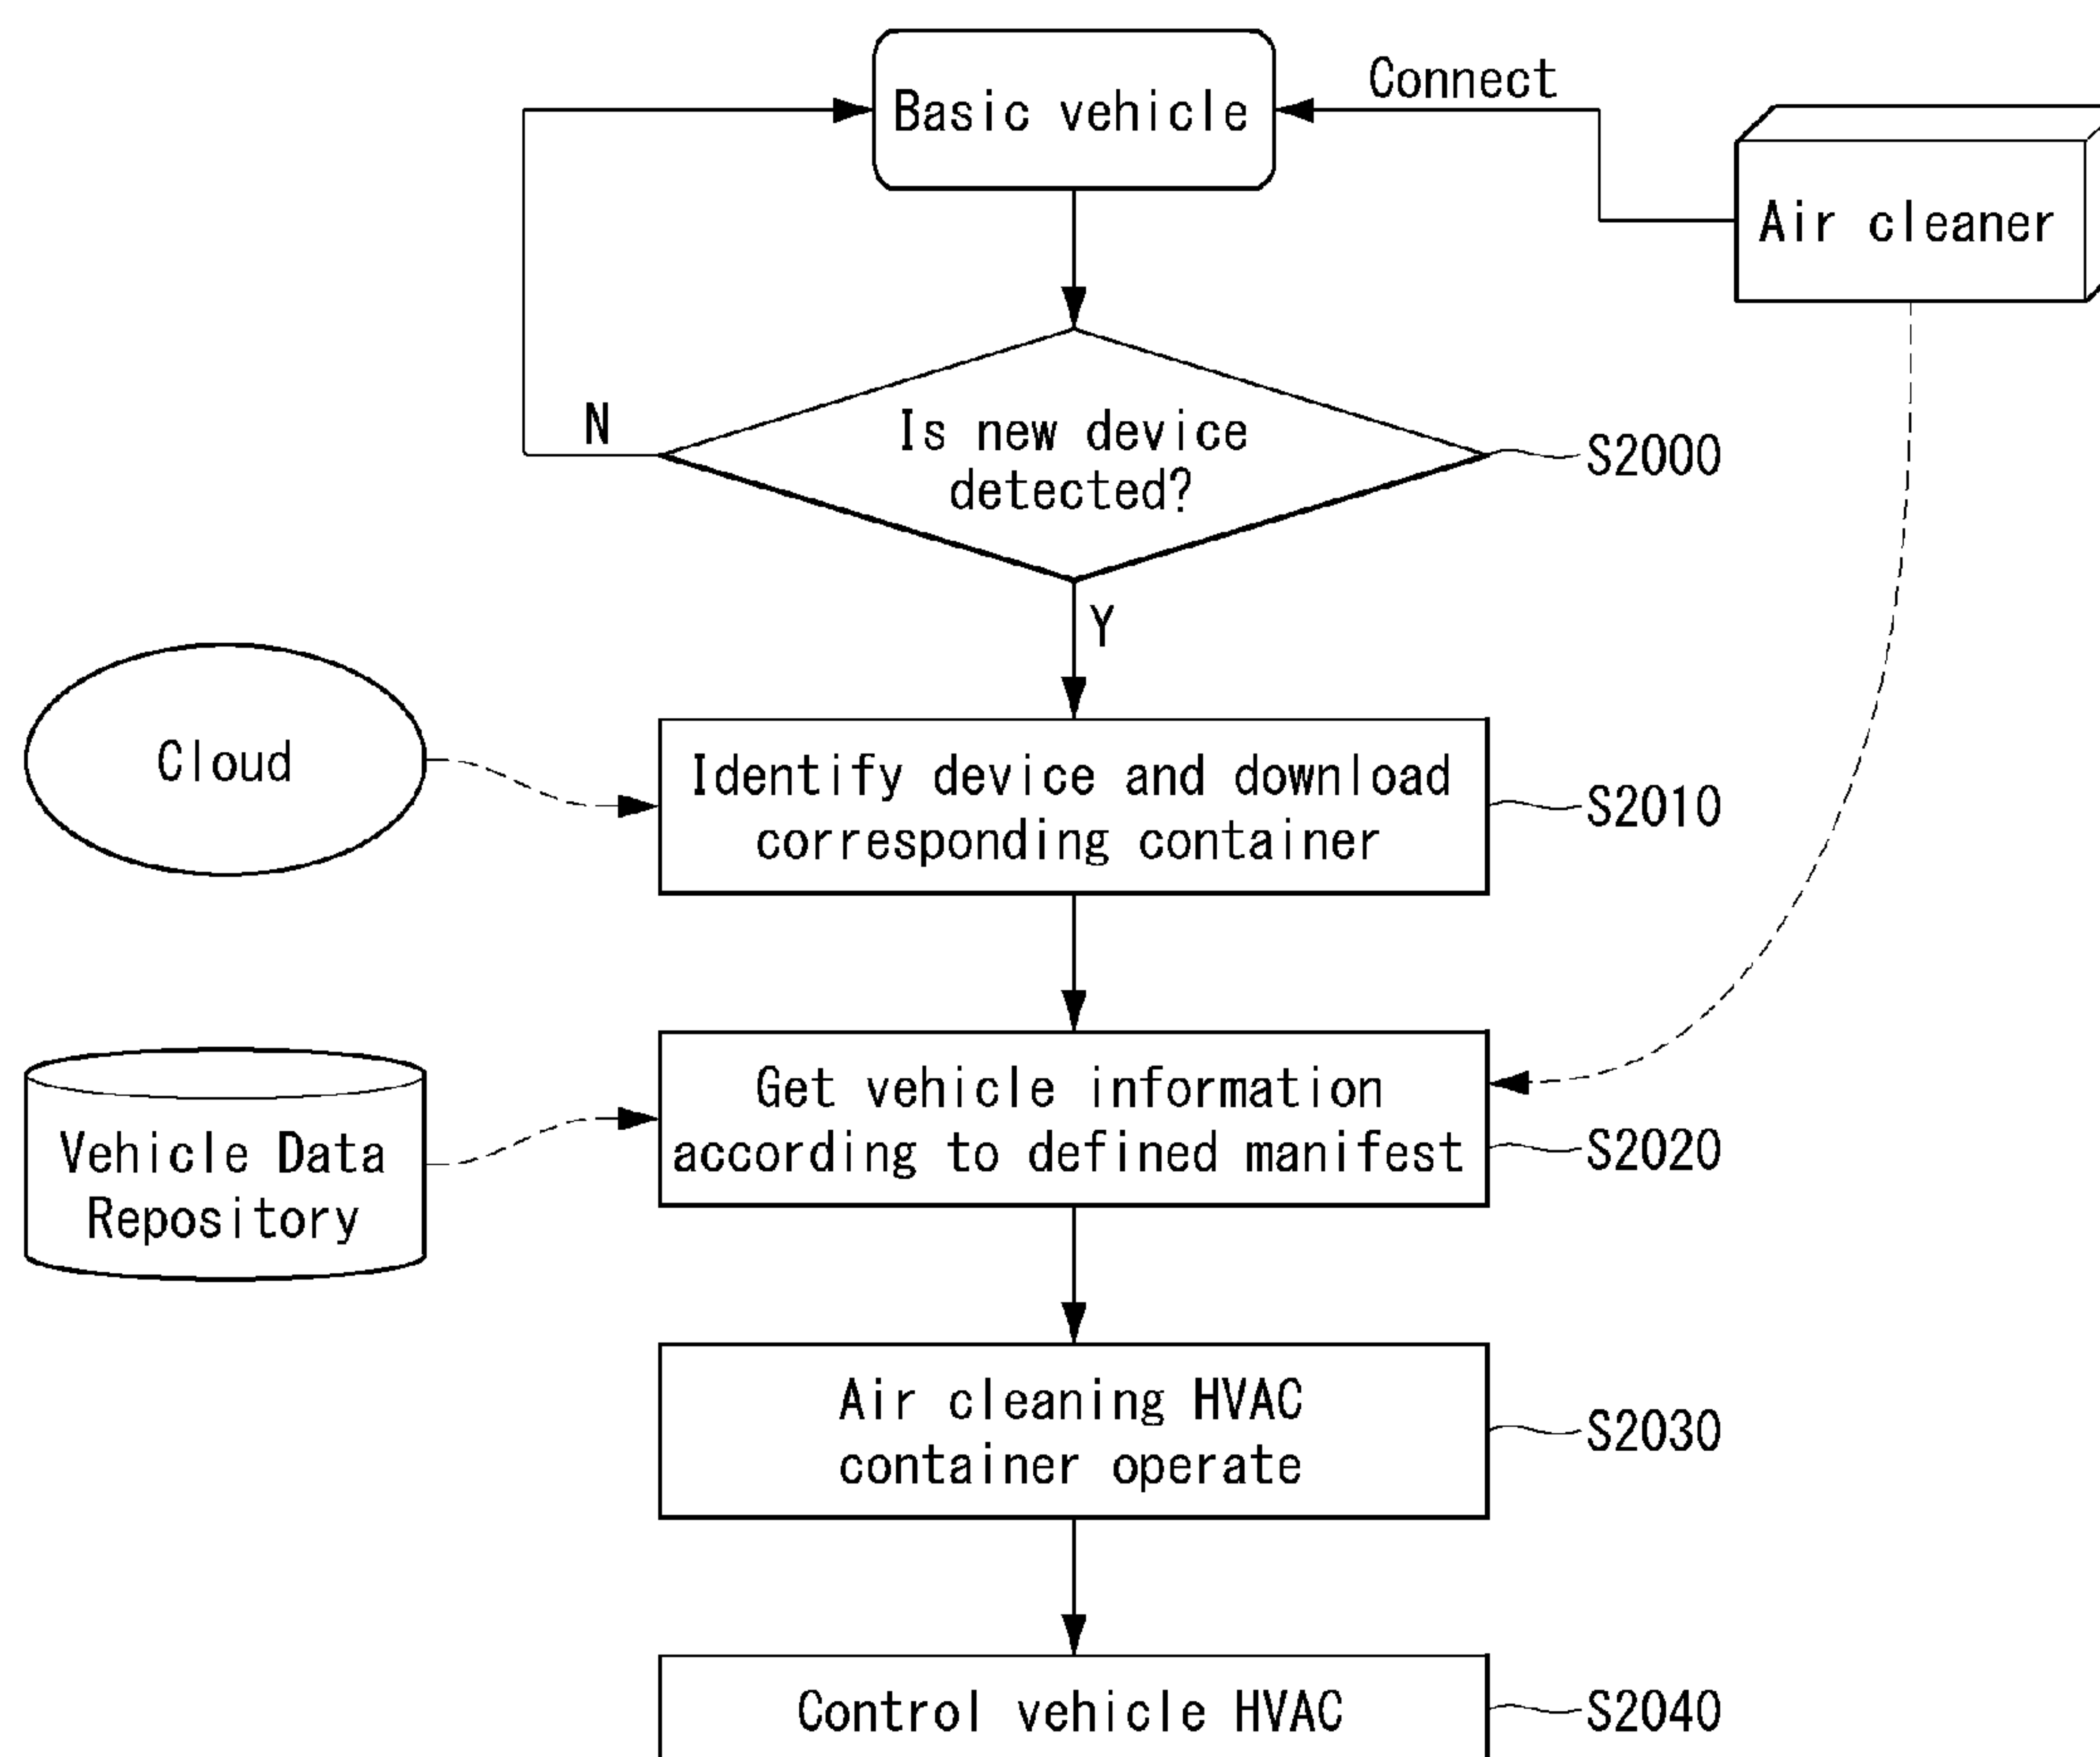 Basic vehicle
Connect
Air cleaner
Is new device
detected?
N
S2000
Y
Cloud
Identify device and download
corresponding container
S2010
Vehicle Data
Repository
Get vehicle information
according to defined manifest
S2020
Air cleaning HVAC
container operate
S2030
Control vehicle HVAC
S2040